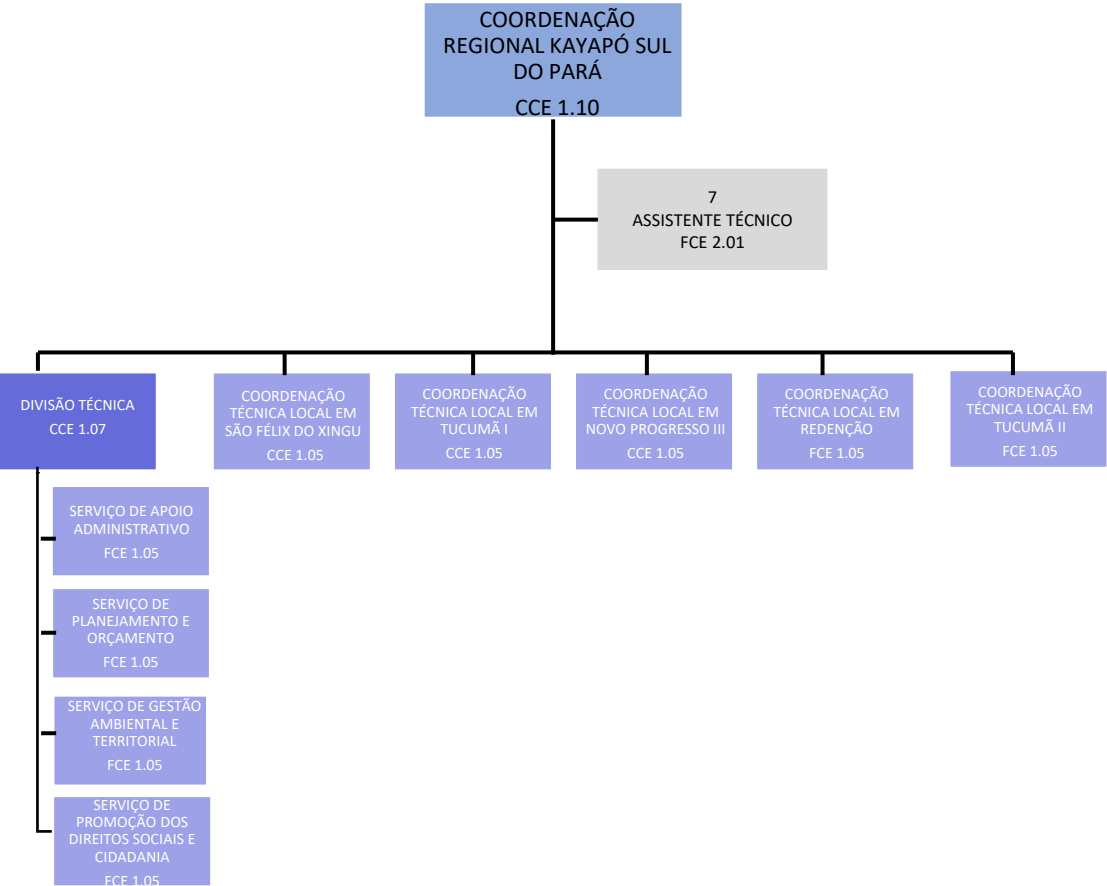 COORDENAÇÃO
REGIONAL KAYAPÓ SUL
DO PARÁ
CCE 1.10
7
ASSISTENTE TÉCNICO
FCE 2.01
DIVISÃO TÉCNICA
CCE 1.07
COORDENAÇÃO
TÉCNICA LOCAL EM
SÃO FÉLIX DO XINGU
CCE 1.05
COORDENAÇÃO
TÉCNICA LOCAL EM
TUCUMÃ I
CCE 1.05
COORDENAÇÃO
TÉCNICA LOCAL EM
NOVO PROGRESSO III
CCE 1.05
COORDENAÇÃO
TÉCNICA LOCAL EM
REDENÇÃO
FCE 1.05
COORDENAÇÃO
TÉCNICA LOCAL EM
TUCUMÃ II
FCE 1.05
SERVIÇO DE APOIO
ADMINISTRATIVO
FCE 1.05
SERVIÇO DE
PLANEJAMENTO E
ORÇAMENTO
FCE 1.05
SERVIÇO DE GESTÃO
AMBIENTAL E
TERRITORIAL
FCE 1.05
SERVIÇO DE
PROMOÇÃO DOS
DIREITOS SOCIAIS E
CIDADANIA
FCE 1.05